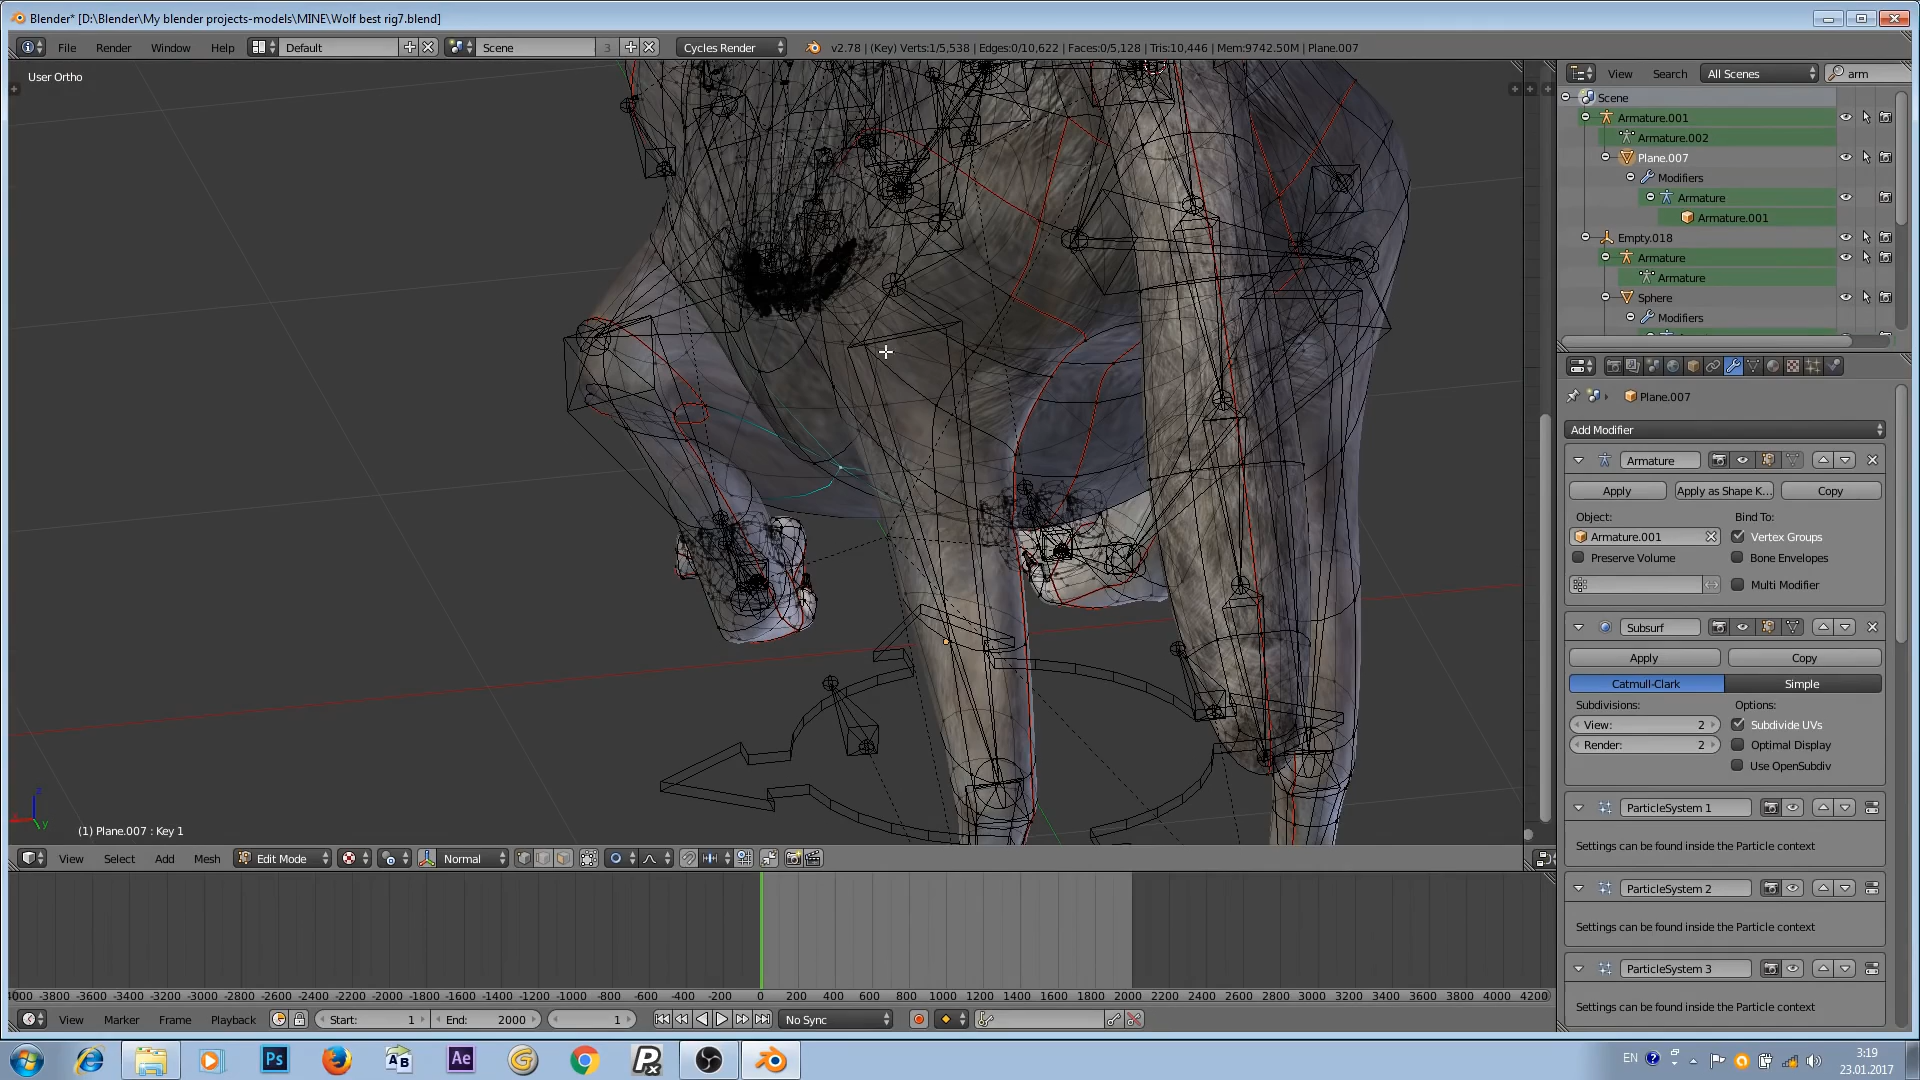 Blender* [D:\Blender\My blender projects-models\MINE\Wolf best rig7.blend]
File Render Window Help Default Scene 3 Cycles Render v2.78 | (Key) Verts:1/5,538 | Edges:0/10,622 | Faces:0/5,128 | Tris:10,446 | Mem:9742.50M | Plane.007
User Ortho
View Search All Scenes arm
Scene
Armature.001
Armature.002
Plane.007
Modifiers
Armature
Armature.001
Empty.018
Armature
Armature
Sphere
Modifiers
Plane.007
Add Modifier
Armature
Apply Apply as Shape K... Copy
Object: Bind To:
Armature.001 Vertex Groups
Preserve Volume Bone Envelopes
Multi Modifier
Subsurf
Apply Copy
Catmull-Clark Simple
Subdivisions: Options:
View: 2 Subdivide UVs
Render: 2 Optimal Display
Use OpenSubdiv
ParticleSystem 1
Settings can be found inside the Particle context
ParticleSystem 2
Settings can be found inside the Particle context
ParticleSystem 3
Settings can be found inside the Particle context
z
y
(1) Plane.007 : Key 1
View Select Add Mesh Edit Mode Normal
-3800 -3600 -3400 -3200 -3000 -2800 -2600 -2400 -2200 -2000 -1800 -1600 -1400 -1200 -1000 -800 -600 -400 -200 0 200 400 600 800 1000 1200 1400 1600 1800 2000 2200 2400 2600 2800 3000 3200 3400 3600 3800 4000 4200
View Marker Frame Playback Start: 1 End: 2000 1 No Sync
Ps AB Ae Px
EN 3:19
23.01.2017